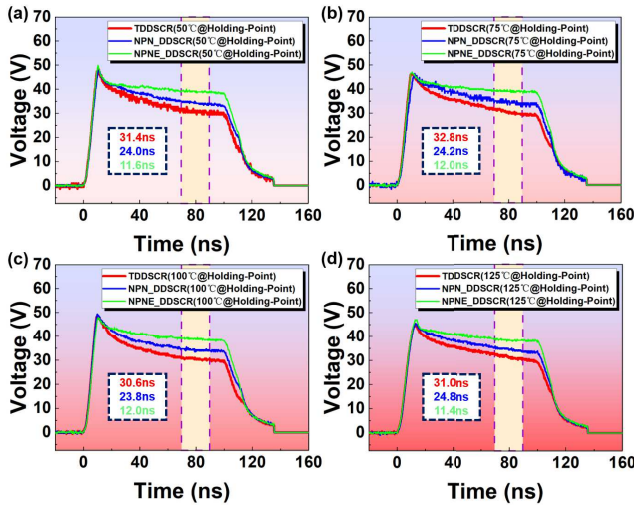 (a)
70
60
50
40
30
20
10
0
Voltage (V)
TDDSCR(50℃@Holding-Point)
NPN_DDSCR(50℃@Holding-Point)
NPNE_DDSCR(50℃@Holding-Point)
31.4ns
24.0ns
11.6ns
-40 0 40 80 120 160
Time (ns)
(b)
70
60
50
40
30
20
10
0
Voltage (V)
TDDSCR(75℃@Holding-Point)
NPN_DDSCR(75℃@Holding-Point)
NPNE_DDSCR(75℃@Holding-Point)
32.8ns
24.2ns
12.0ns
-40 0 40 80 120 160
Time (ns)
(c)
70
60
50
40
30
20
10
0
Voltage (V)
TDDSCR(100℃@Holding-Point)
NPN_DDSCR(100℃@Holding-Point)
NPNE_DDSCR(100℃@Holding-Point)
30.6ns
23.8ns
12.0ns
-40 0 40 80 120 160
Time (ns)
(d)
70
60
50
40
30
20
10
0
Voltage (V)
TDDSCR(125℃@Holding-Point)
NPN_DDSCR(125℃@Holding-Point)
NPNE_DDSCR(125℃@Holding-Point)
31.0ns
24.8ns
11.4ns
-40 0 40 80 120 160
Time (ns)